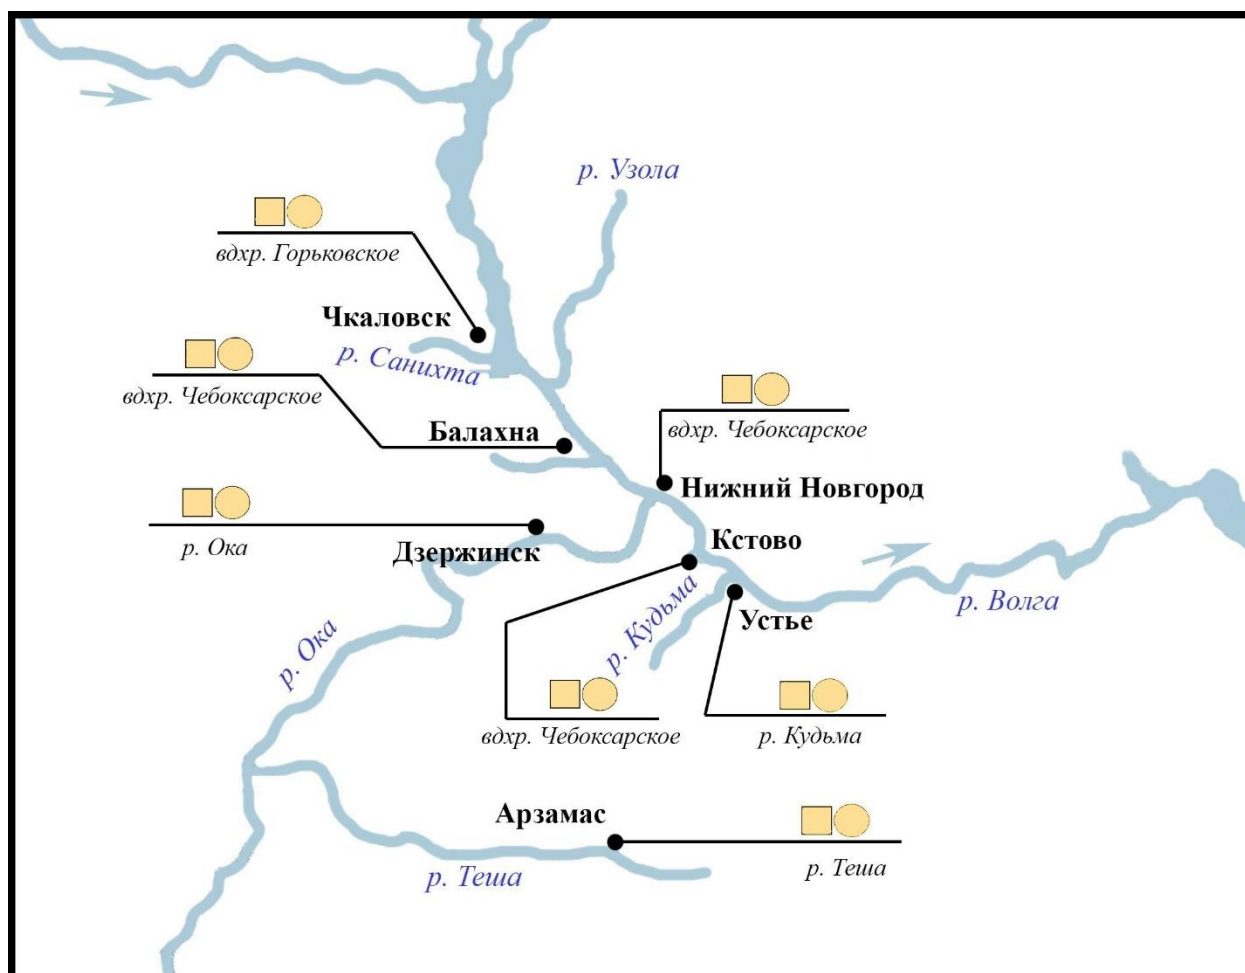 р. Узола
вдхр. Горьковское
Чкаловск
р. Санихта
вдхр. Чебоксарское
Балахна
вдхр. Чебоксарское
Нижний Новгород
р. Ока
Дзержинск
Кстово
р. Волга
р. Кудьма
Устье
р. Ока
вдхр. Чебоксарское
р. Кудьма
Арзамас
р. Теша
р. Теша